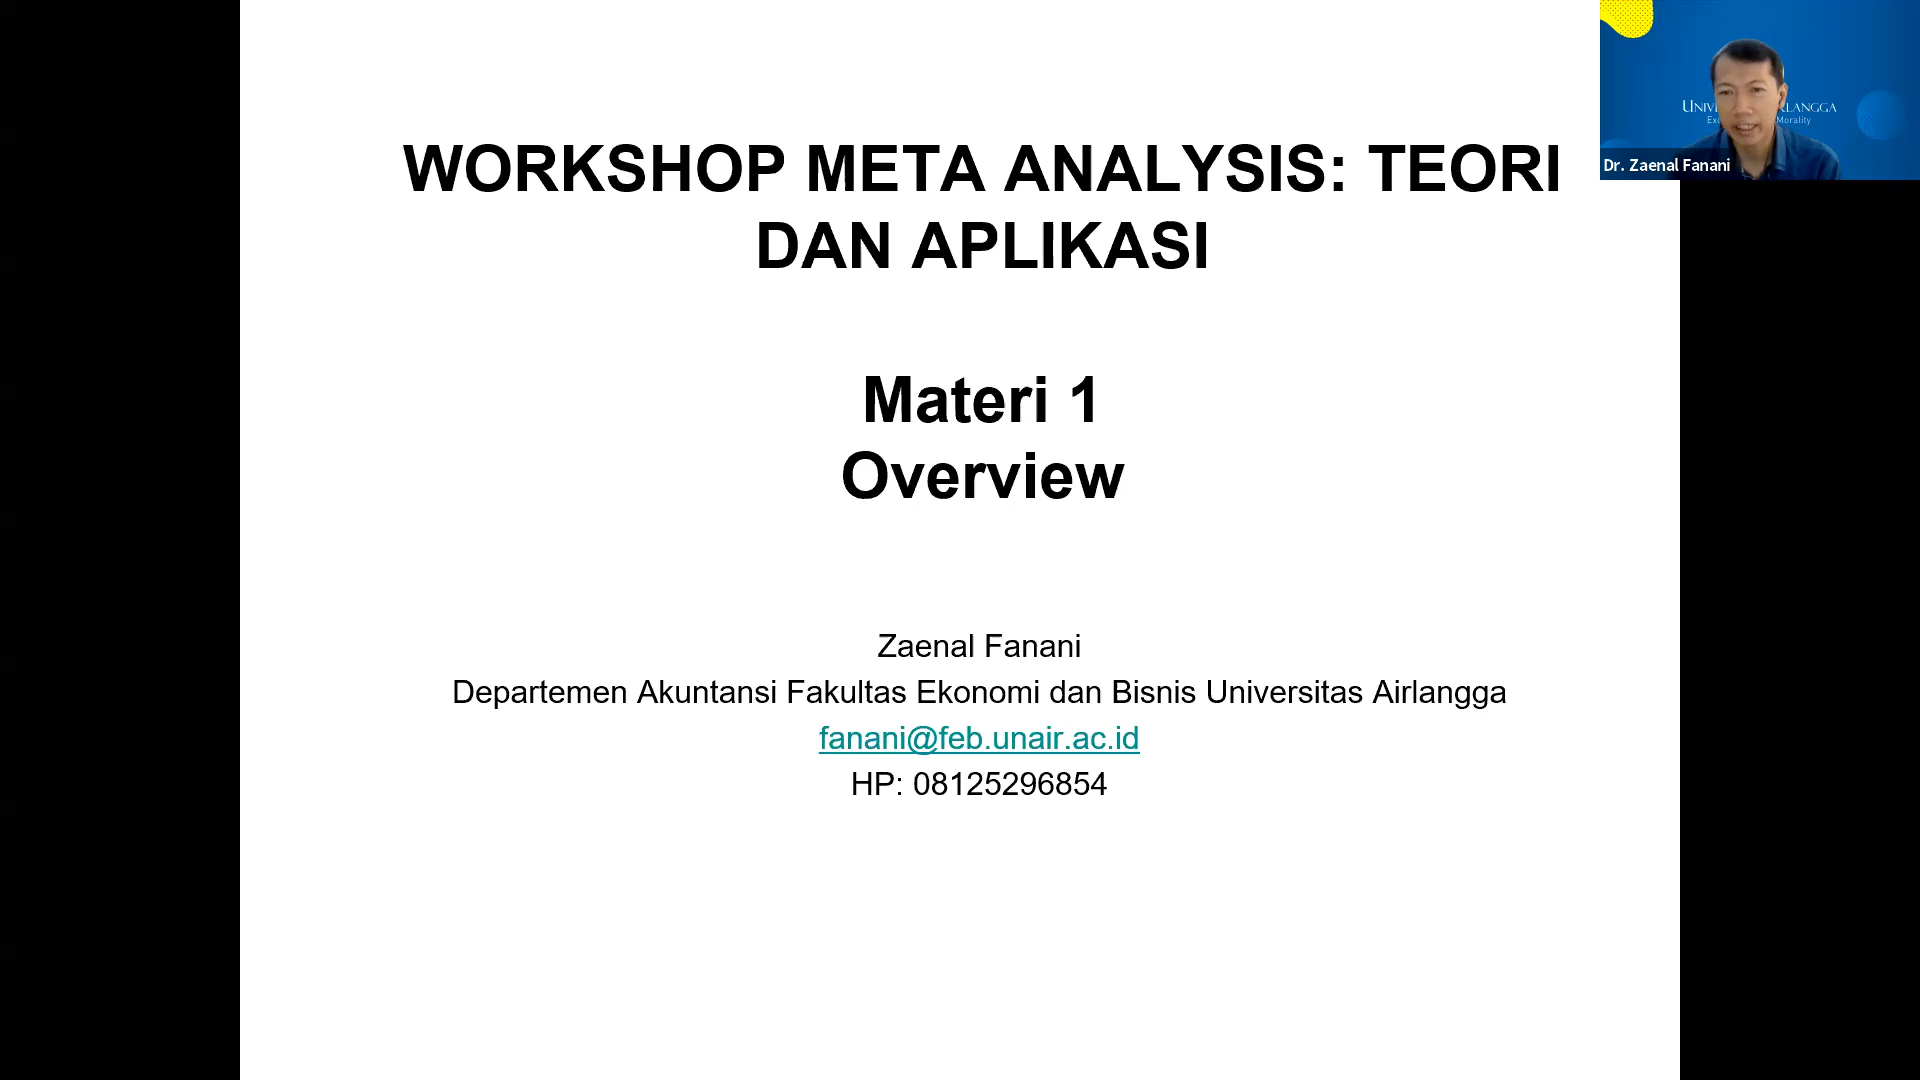 WORKSHOP META ANALYSIS: TEORI
DAN APLIKASI
Materi 1
Overview
Zaenal Fanani
Departemen Akuntansi Fakultas Ekonomi dan Bisnis Universitas Airlangga
fanani@feb.unair.ac.id
HP: 08125296854
Morality
Dr. Zaenal Fanani